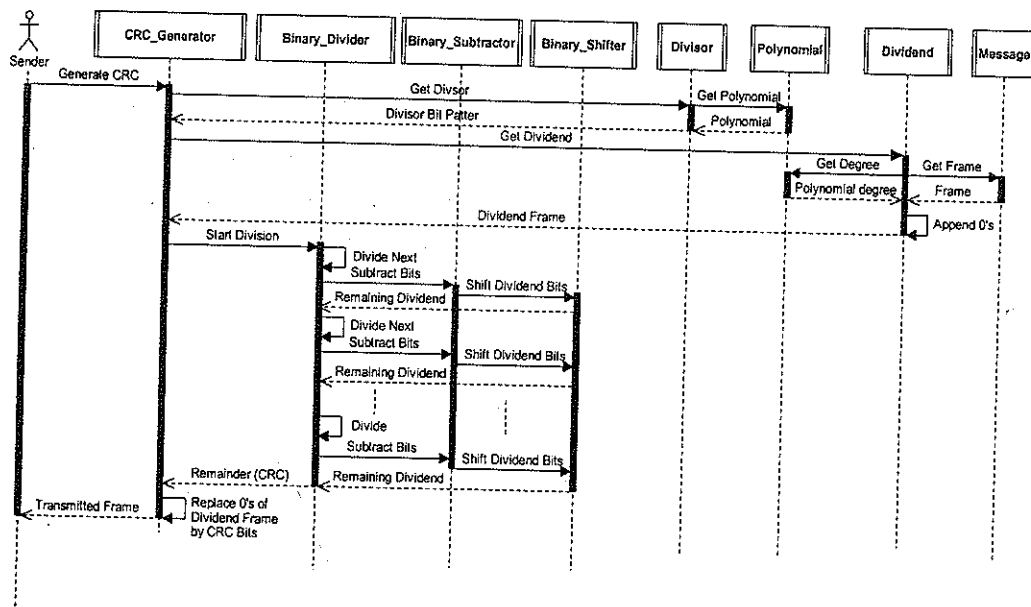 CRC_Generator
Binary_Divider
Binary_Subtractor
Binary_Shifter
Divisor
Polynomial
Dividend
Message
Sender
Generate CRC
Get Divsor
Get Polynomial
Divisor Bit Patter
Polynomial
Get Dividend
Get Degree
Get Frame
Polynomial degree
Frame
Dividend Frame
Append 0's
Start Division
Divide Next
Subtract Bits
Shift Dividend Bits
Remaining Dividend
Divide Next
Subtract Bits
Shift Dividend Bits
Remaining Dividend
Divide
Subtract Bits
Shift Dividend Bits
Remainder (CRC)
Remaining Dividend
Transmitted Frame
Replace 0's of
Dividend Frame
by CRC Bits